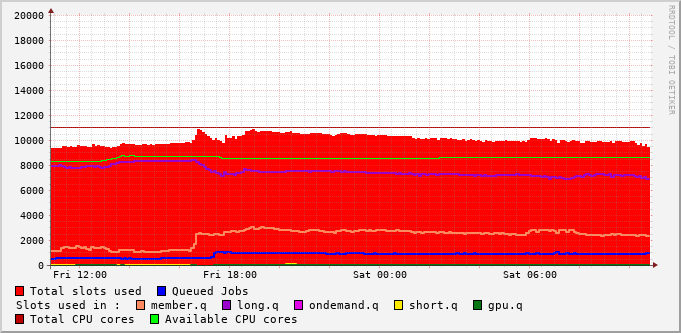 20000
18000
16000
14000
12000
10000
8000
6000
4000
2000
0
Fri 12:00 Fri 18:00 Sat 00:00 Sat 06:00
Total slots used Queued Jobs
Slots used in : member.q long.q ondemand.q short.q gpu.q
Total CPU cores Available CPU cores
RRDTOOL / TOBI OETIKER